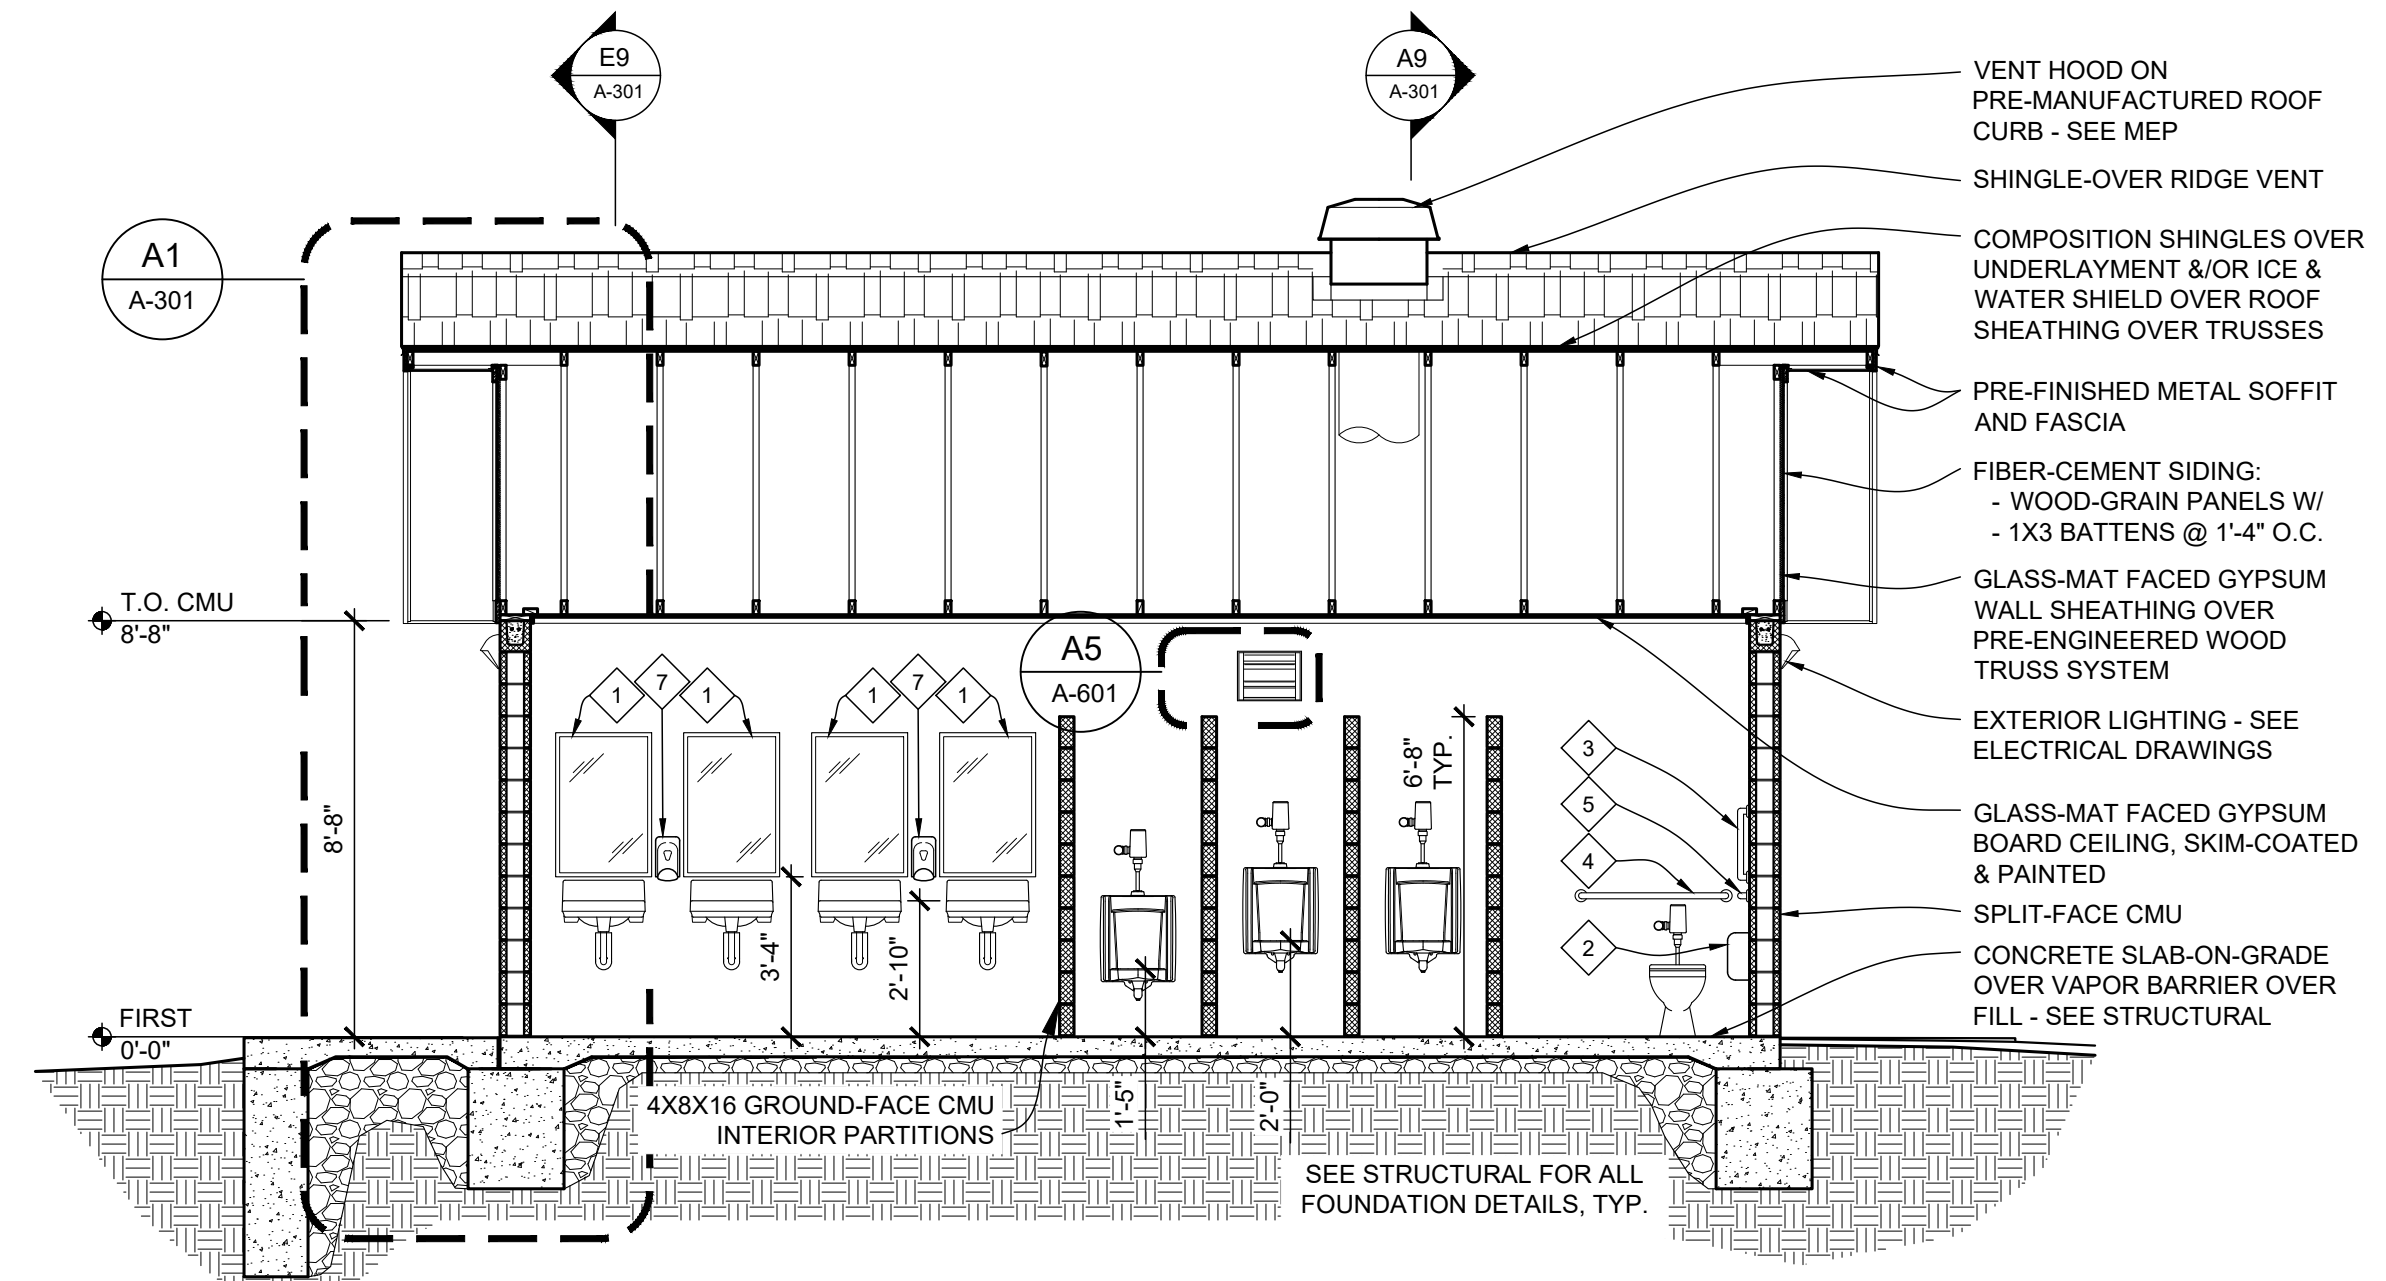 E9
A-301
A9
A-301
VENT HOOD ON
PRE-MANUFACTURED ROOF
CURB - SEE MEP
SHINGLE-OVER RIDGE VENT
COMPOSITION SHINGLES OVER
UNDERLAYMENT &/OR ICE &
WATER SHIELD OVER ROOF
SHEATHING OVER TRUSSES
A1
A-301
PRE-FINISHED METAL SOFFIT
AND FASCIA
FIBER-CEMENT SIDING:
- WOOD-GRAIN PANELS W/
- 1X3 BATTENS @ 1'-4" O.C.
GLASS-MAT FACED GYPSUM
WALL SHEATHING OVER
PRE-ENGINEERED WOOD
TRUSS SYSTEM
T.O. CMU
8'-8"
A5
A-601
1
7
1
1
7
1
EXTERIOR LIGHTING - SEE
ELECTRICAL DRAWINGS
6'-8"
TYP.
3
5
4
2
8'-8"
GLASS-MAT FACED GYPSUM
BOARD CEILING, SKIM-COATED
& PAINTED
SPLIT-FACE CMU
3'-4"
2'-10"
CONCRETE SLAB-ON-GRADE
OVER VAPOR BARRIER OVER
FILL - SEE STRUCTURAL
FIRST
0'-0"
4X8X16 GROUND-FACE CMU
INTERIOR PARTITIONS
1'-5"
2'-0"
SEE STRUCTURAL FOR ALL
FOUNDATION DETAILS, TYP.